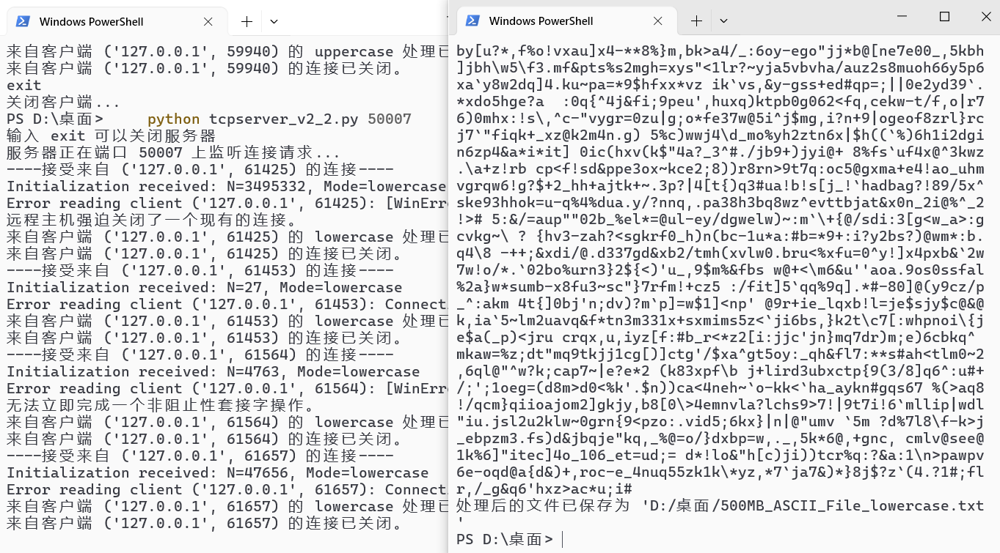 Windows PowerShell
来自客户端 ('127.0.0.1', 59940) 的 uppercase 处理已
来自客户端 ('127.0.0.1', 59940) 的连接已关闭。
exit
关闭客户端...
PS D:\桌面> python tcpserver_v2_2.py 50007
输入 exit 可以关闭服务器
服务器正在端口 50007 上监听连接请求...
----接受来自 ('127.0.0.1', 61425) 的连接----
Initialization received: N=3495332, Mode=lowercase
Error reading client ('127.0.0.1', 61425): [WinErro
远程主机强迫关闭了一个现有的连接。
来自客户端 ('127.0.0.1', 61425) 的 lowercase 处理已
来自客户端 ('127.0.0.1', 61425) 的连接已关闭。
----接受来自 ('127.0.0.1', 61453) 的连接----
Initialization received: N=27, Mode=lowercase
Error reading client ('127.0.0.1', 61453): Connecti
来自客户端 ('127.0.0.1', 61453) 的 lowercase 处理已
来自客户端 ('127.0.0.1', 61453) 的连接已关闭。
----接受来自 ('127.0.0.1', 61564) 的连接----
Initialization received: N=4763, Mode=lowercase
Error reading client ('127.0.0.1', 61564): [WinErro
无法立即完成一个非阻止性套接字操作。
来自客户端 ('127.0.0.1', 61564) 的 lowercase 处理已
来自客户端 ('127.0.0.1', 61564) 的连接已关闭。
----接受来自 ('127.0.0.1', 61657) 的连接----
Initialization received: N=47656, Mode=lowercase
Error reading client ('127.0.0.1', 61657): Connecti
来自客户端 ('127.0.0.1', 61657) 的 lowercase 处理已
来自客户端 ('127.0.0.1', 61657) 的连接已关闭。
Windows PowerShell
by[u?*,f%o!vxau]x4-**8%}m,bk>a4/_:6oy-ego"jj*b@[ne7e00_,5kbh
]jbh\w5\f3.mf&pts%s2mgh=xys"<1lr?~yja5vbvha/auz2s8muoh66y5p6
xa`y8w2dq]4.ku~pa=*9$hfxx*vz ik`vs,&y-gss+ed#qp=;||0e2yd39`.
*xdo5hge?a  :0q{^4j&fi;9peu',huxq)ktpb0g062<fq,cekw-t/f,o|r7
6)0mhx:!s\,^c-"vygr=0zu|g;o*fe37w@5i^j$mg,i?n+9|ogeof8zrl}rc
j7`"fiqk+_xz@k2m4n.g) 5%c)wwj4\d_mo%yh2ztn6x|$h((`%)6h1i2dgi
n6zp4&a*i*it] 0ic(hxv(k$"4a?_3^#./jb9+)jyi@+ 8%fs`uf4x@^3kwz
.\a+z!rb cp<f!sd&ppe3ox~kce2;8))r8rn>9t7q:oc5@gxma+e4!ao_uhm
vgrqw6!g?$+2_hh+ajtk+~.3p?|4[t{)q3#ua!b!s[j_!`hadbag?!89/5x^
ske93hhok=u-q%4%dua.y/?nnq,.pa38h3bq8wz^evttbjat&x0n_2i@%^_2
!># 5:&/=aup""02b_%el*=@ul-ey/dgwelw)~:m`\+{@/sdi:3[g<w_a>:g
cvkg~\ ? {hv3-zah?<sgkrf0_h)n(bc-1u*a:#b=*9+:i?y2bs?)@wm*:b.
q4\8 -++;&xdi/@.d337gd&xb2/tmh(xvlw0.bru<%xfu=0^y!]x4pxb&`2w
7w!o/*.`02bo%urn3}2${<)'u_,9$m%&fbs w@+<\m6&u''aoa.9os0ssfal
%2a}w*sumb-x8fu3~sc"}7rfm!+cz5 :/fit]5`qq%9q].*#-80]@(y9cz/p
_^:akm 4t{]0bj'n;dv)?m`p]=w$1]<np' @9r+ie_lqxb!l=je$sjy$c@&@
k,ia`5~lm2uavq&f*tn3m331x+sxmims5z<`ji6bs,}k2t\c7[:whpnoi\{j
e$a(_p)<jru crqx,u,iyz[f:#b_r<*z2[i:jjc'jn}mq7dr)m;e)6cbkq^
mkaw=%z;dt"mq9tkjj1cg[)]ctg'/$xa^gt5oy:_qh&fl7:**s#ah<tlm0~2
,6ql@"^w?k;cap7~|e?e*2 (k83xpf\b j+lird3ubxctp{9(3/8]q6^:u#+
/;';1oeg=(d8m>d0<%k'.$n))ca<4neh~`o-kk<`ha_aykn#gqs67 %(>aq8
!/qcm}qiioajom2]gkjy,b8[0\>4emnvla?lchs9>7!|9t7i!6`mllip|wdl
"iu.jsl2u2klw~0grn{9<pzo:.vid5;6kx}|n|@"umv `5m ?d%7l8\f-k>j
_ebpzm3.fs)d&jbqje"kq,_%@=o/}dxbp=w,._,5k*6@,+gnc, cmlv@see@
1k%6]"itec]4o_106_et=ud;= d*!lo&"h[c)ji))tcr%q:?&a:1\n>pawpv
6e-oqd@a{d&)+,roc-e_4nuq55zk1k\*yz,*7`ja7&)*}8j$?z`(4.?1#;fl
r,/_g&q6'hxz>ac*u;i#
处理后的文件已保存为 'D:/桌面/500MB_ASCII_File_lowercase.txt
'
PS D:\桌面>